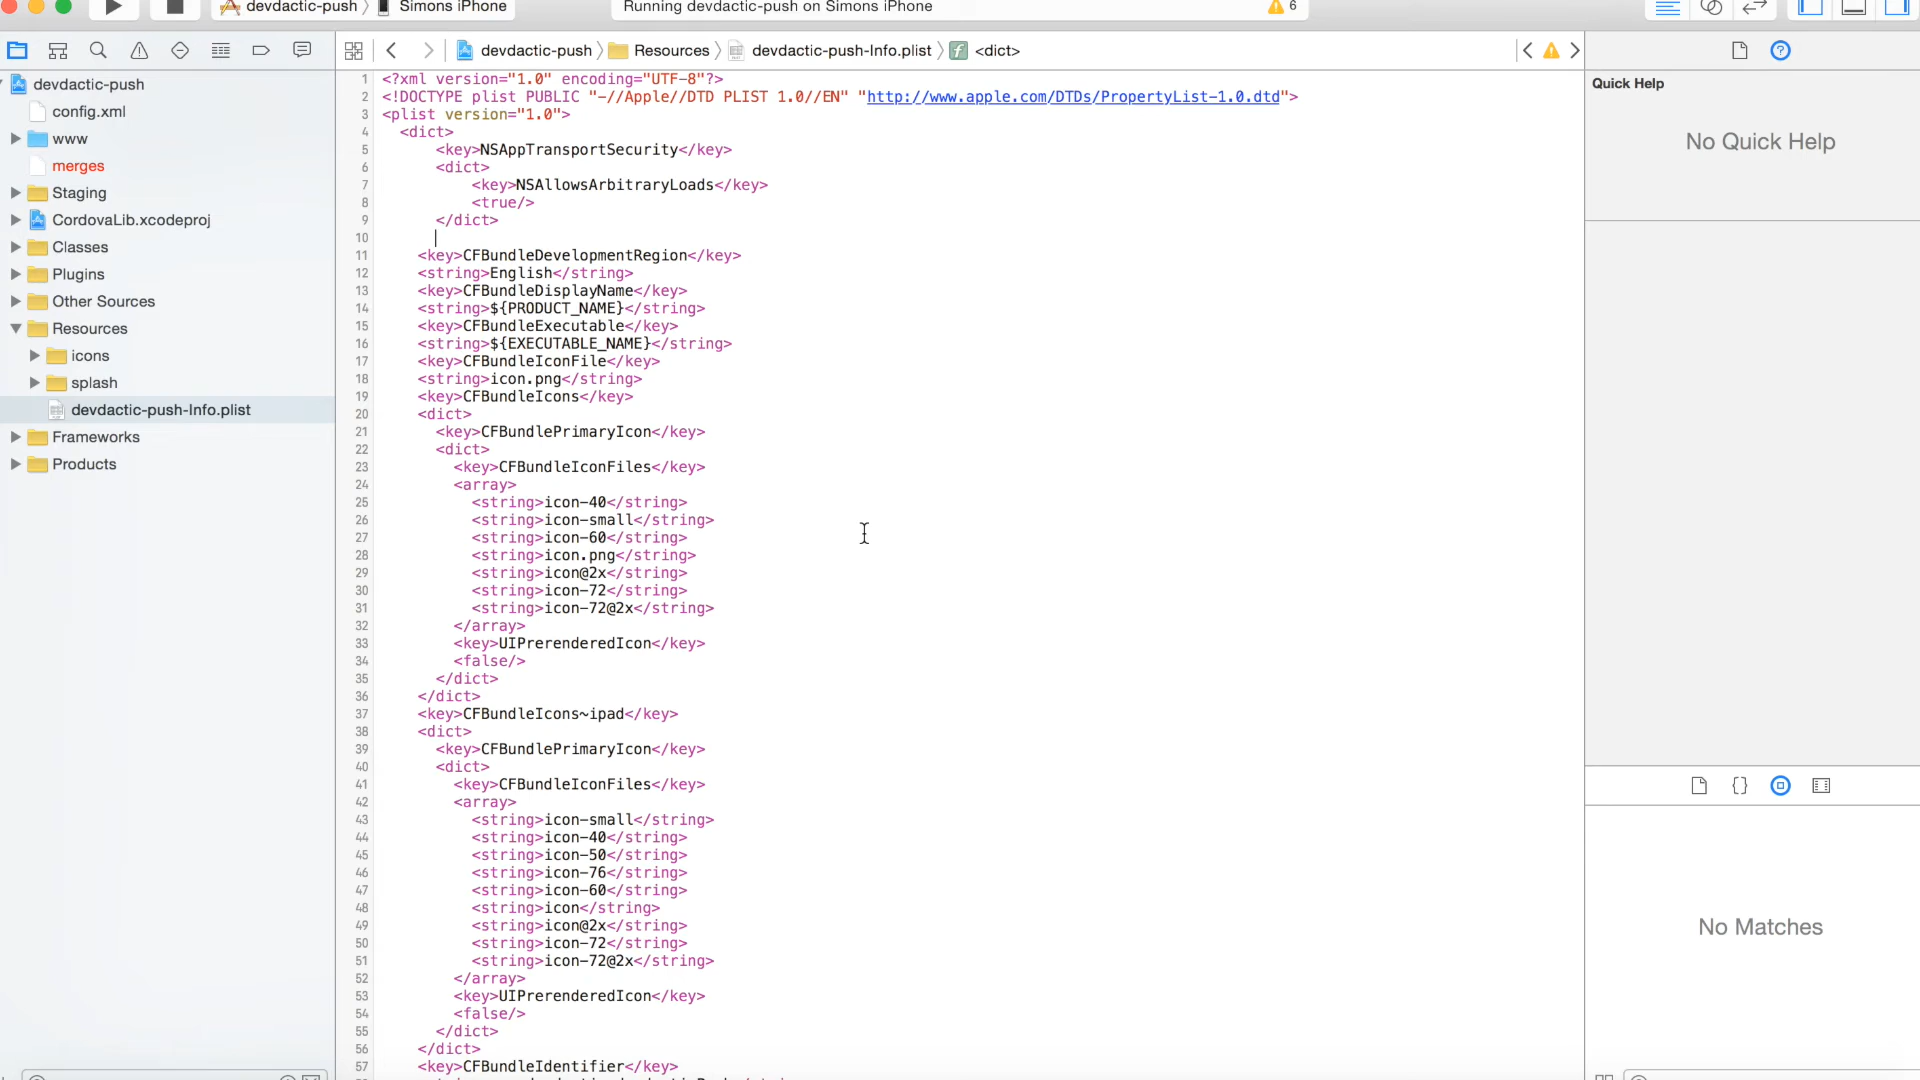 devdactic-push
Simons iPhone
Running devdactic-push on Simons iPhone
6
devdactic-push
Resources
devdactic-push-Info.plist
<dict>
devdactic-push
config.xml
www
merges
Staging
CordovaLib.xcodeproj
Classes
Plugins
Other Sources
Resources
icons
splash
devdactic-push-Info.plist
Frameworks
Products
1 <?xml version="1.0" encoding="UTF-8"?>
2 <!DOCTYPE plist PUBLIC "-//Apple//DTD PLIST 1.0//EN" "http://www.apple.com/DTDs/PropertyList-1.0.dtd">
3 <plist version="1.0">
4 <dict>
5 <key>NSAppTransportSecurity</key>
6 <dict>
7 <key>NSAllowsArbitraryLoads</key>
8 <true/>
9 </dict>
10
11 <key>CFBundleDevelopmentRegion</key>
12 <string>English</string>
13 <key>CFBundleDisplayName</key>
14 <string>${PRODUCT_NAME}</string>
15 <key>CFBundleExecutable</key>
16 <string>${EXECUTABLE_NAME}</string>
17 <key>CFBundleIconFile</key>
18 <string>icon.png</string>
19 <key>CFBundleIcons</key>
20 <dict>
21 <key>CFBundlePrimaryIcon</key>
22 <dict>
23 <key>CFBundleIconFiles</key>
24 <array>
25 <string>icon-40</string>
26 <string>icon-small</string>
27 <string>icon-60</string>
28 <string>icon.png</string>
29 <string>icon@2x</string>
30 <string>icon-72</string>
31 <string>icon-72@2x</string>
32 </array>
33 <key>UIPrerenderedIcon</key>
34 <false/>
35 </dict>
36 </dict>
37 <key>CFBundleIcons~ipad</key>
38 <dict>
39 <key>CFBundlePrimaryIcon</key>
40 <dict>
41 <key>CFBundleIconFiles</key>
42 <array>
43 <string>icon-small</string>
44 <string>icon-40</string>
45 <string>icon-50</string>
46 <string>icon-76</string>
47 <string>icon-60</string>
48 <string>icon</string>
49 <string>icon@2x</string>
50 <string>icon-72</string>
51 <string>icon-72@2x</string>
52 </array>
53 <key>UIPrerenderedIcon</key>
54 <false/>
55 </dict>
56 </dict>
57 <key>CFBundleIdentifier</key>
Quick Help
No Quick Help
No Matches